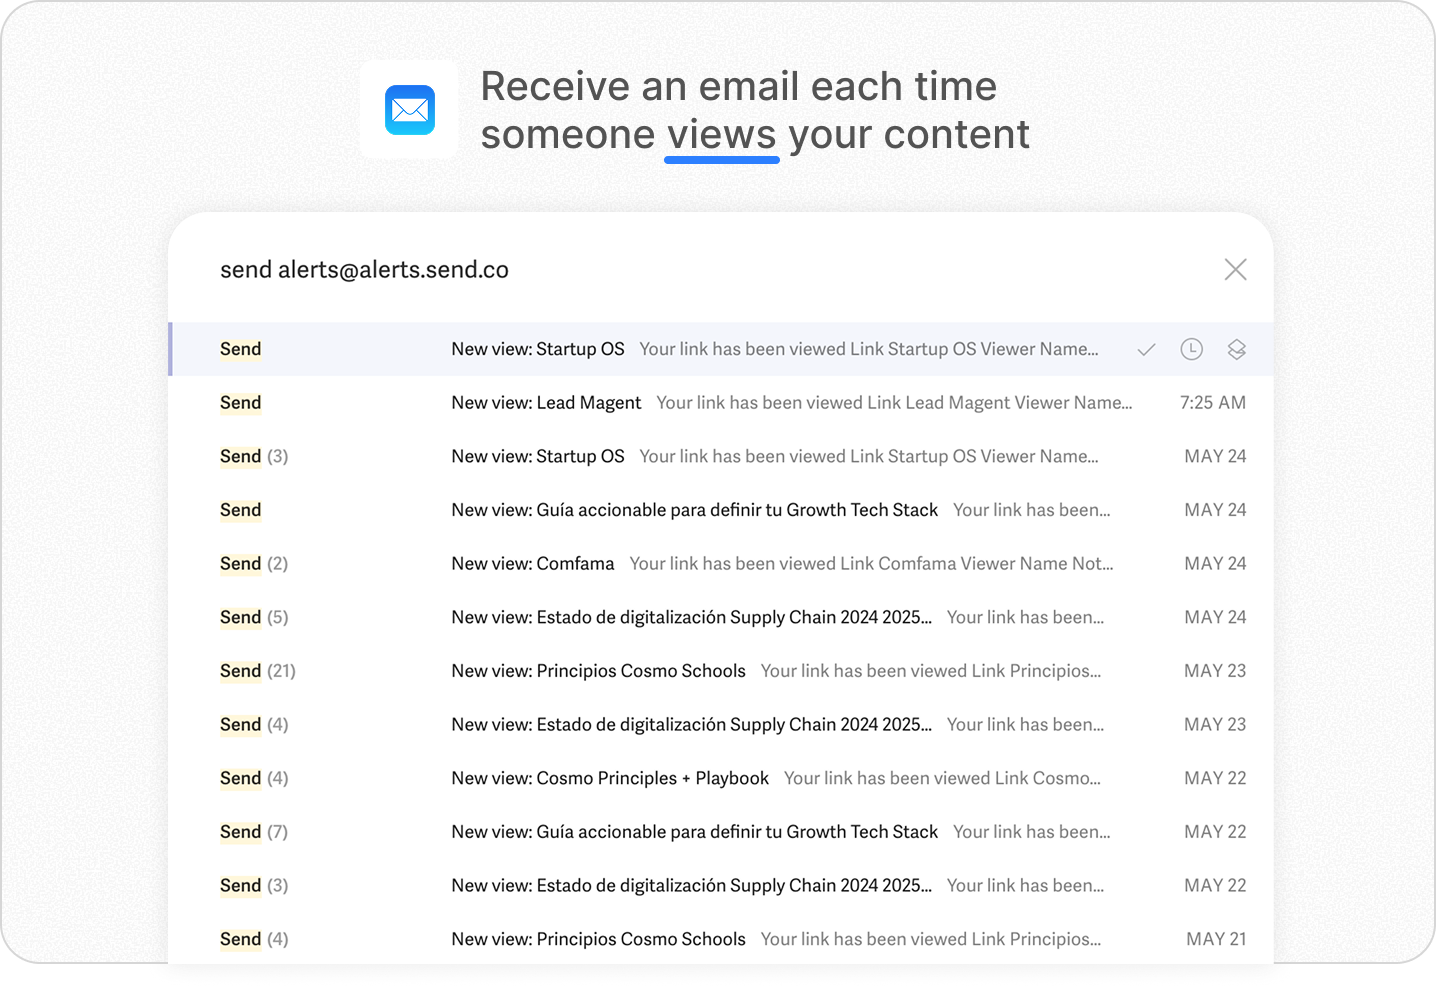 Receive an email each time
someone views your content
send alerts@alerts.send.co
Send New view: Startup OS Your link has been viewed Link Startup OS Viewer Name...
Send New view: Lead Magent Your link has been viewed Link Lead Magent Viewer Name... 7:25 AM
Send (3) New view: Startup OS Your link has been viewed Link Startup OS Viewer Name... MAY 24
Send New view: Guía accionable para definir tu Growth Tech Stack Your link has been... MAY 24
Send (2) New view: Comfama Your link has been viewed Link Comfama Viewer Name Not... MAY 24
Send (5) New view: Estado de digitalización Supply Chain 2024 2025... Your link has been... MAY 24
Send (21) New view: Principios Cosmo Schools Your link has been viewed Link Principios... MAY 23
Send (4) New view: Estado de digitalización Supply Chain 2024 2025... Your link has been... MAY 23
Send (4) New view: Cosmo Principles + Playbook Your link has been viewed Link Cosmo... MAY 22
Send (7) New view: Guía accionable para definir tu Growth Tech Stack Your link has been... MAY 22
Send (3) New view: Estado de digitalización Supply Chain 2024 2025... Your link has been... MAY 22
Send (4) New view: Principios Cosmo Schools Your link has been viewed Link Principios... MAY 21